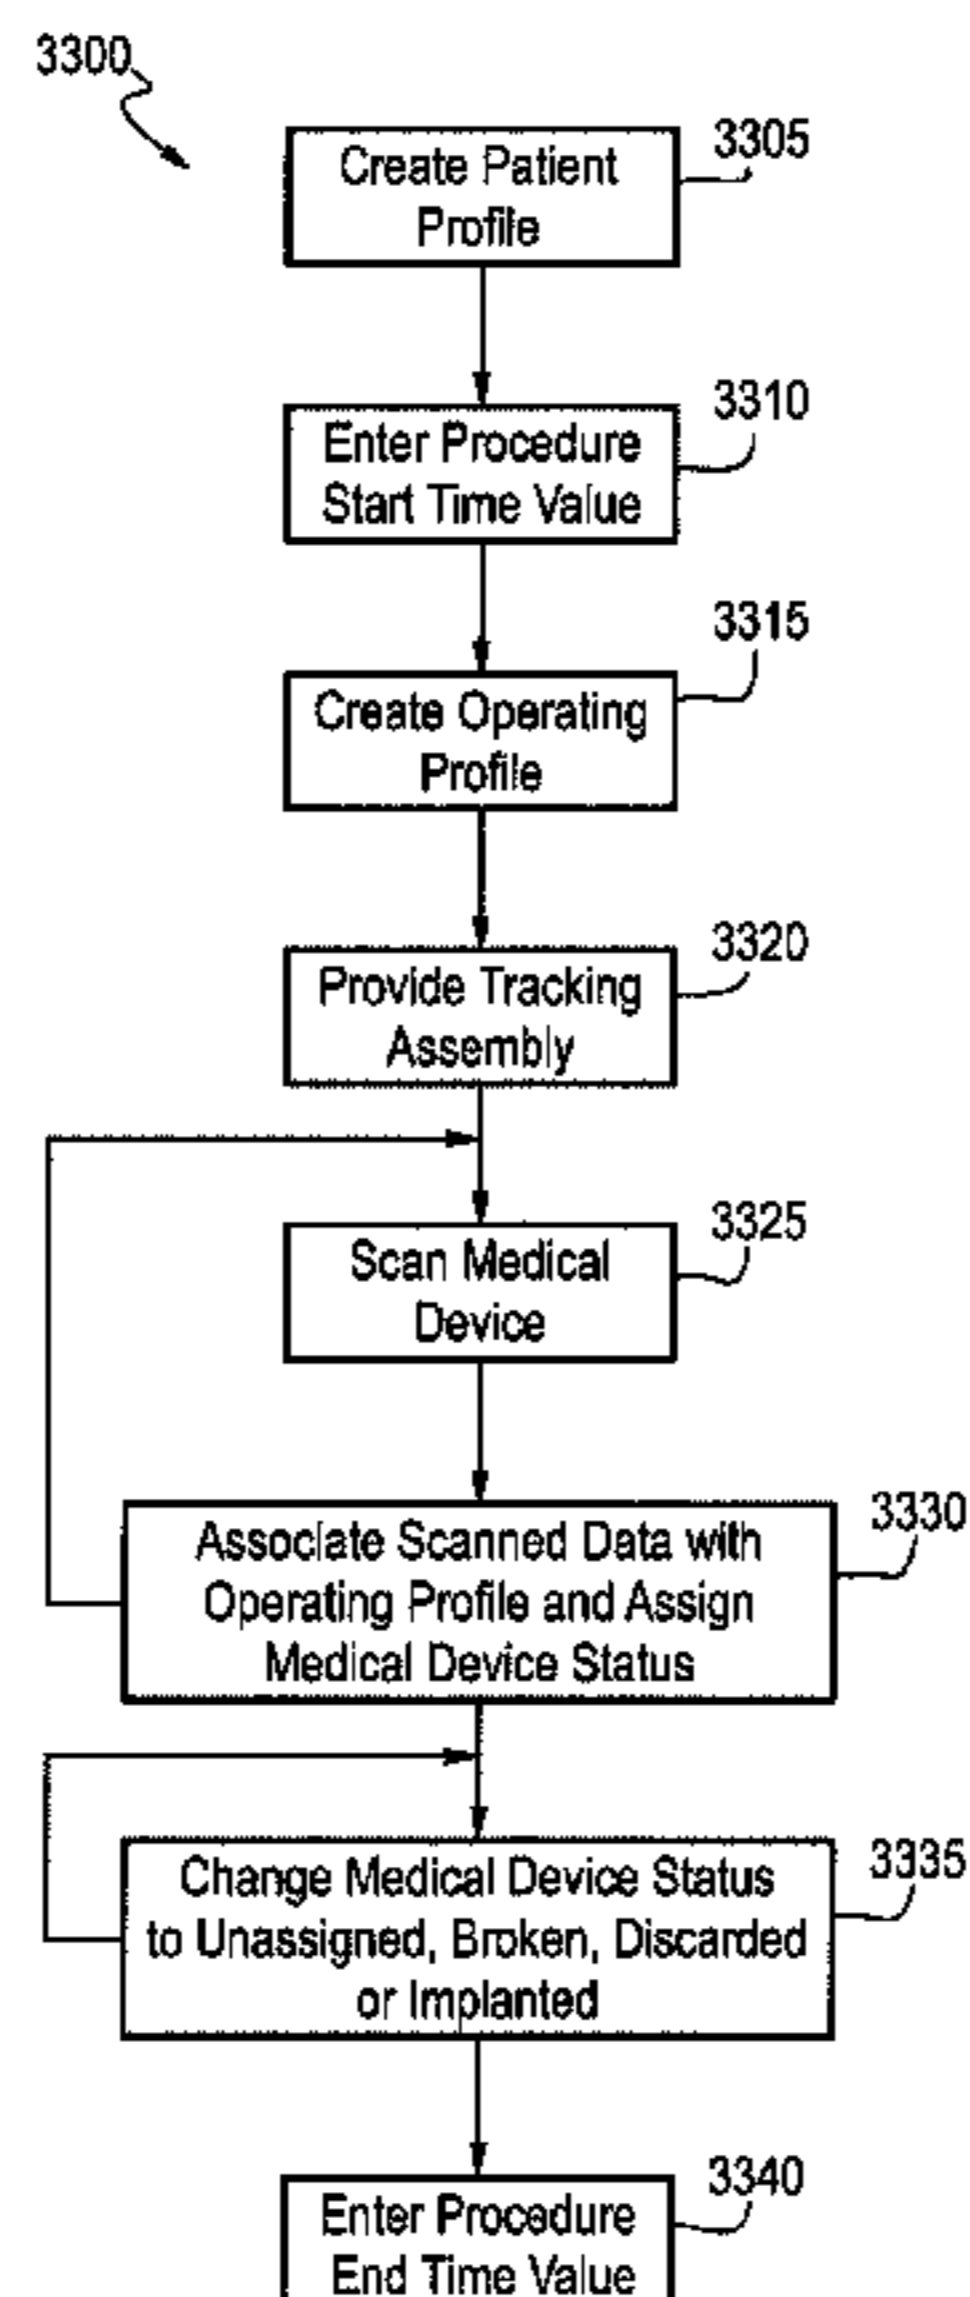 3300
3305
Create Patient
Profile
3310
Enter Procedure
Start Time Value
3315
Create Operating
Profile
3320
Provide Tracking
Assembly
3325
Scan Medical
Device
3330
Associate Scanned Data with
Operating Profile and Assign
Medical Device Status
3335
Change Medical Device Status
to Unassigned, Broken, Discarded
or Implanted
3340
Enter Procedure
End Time Value